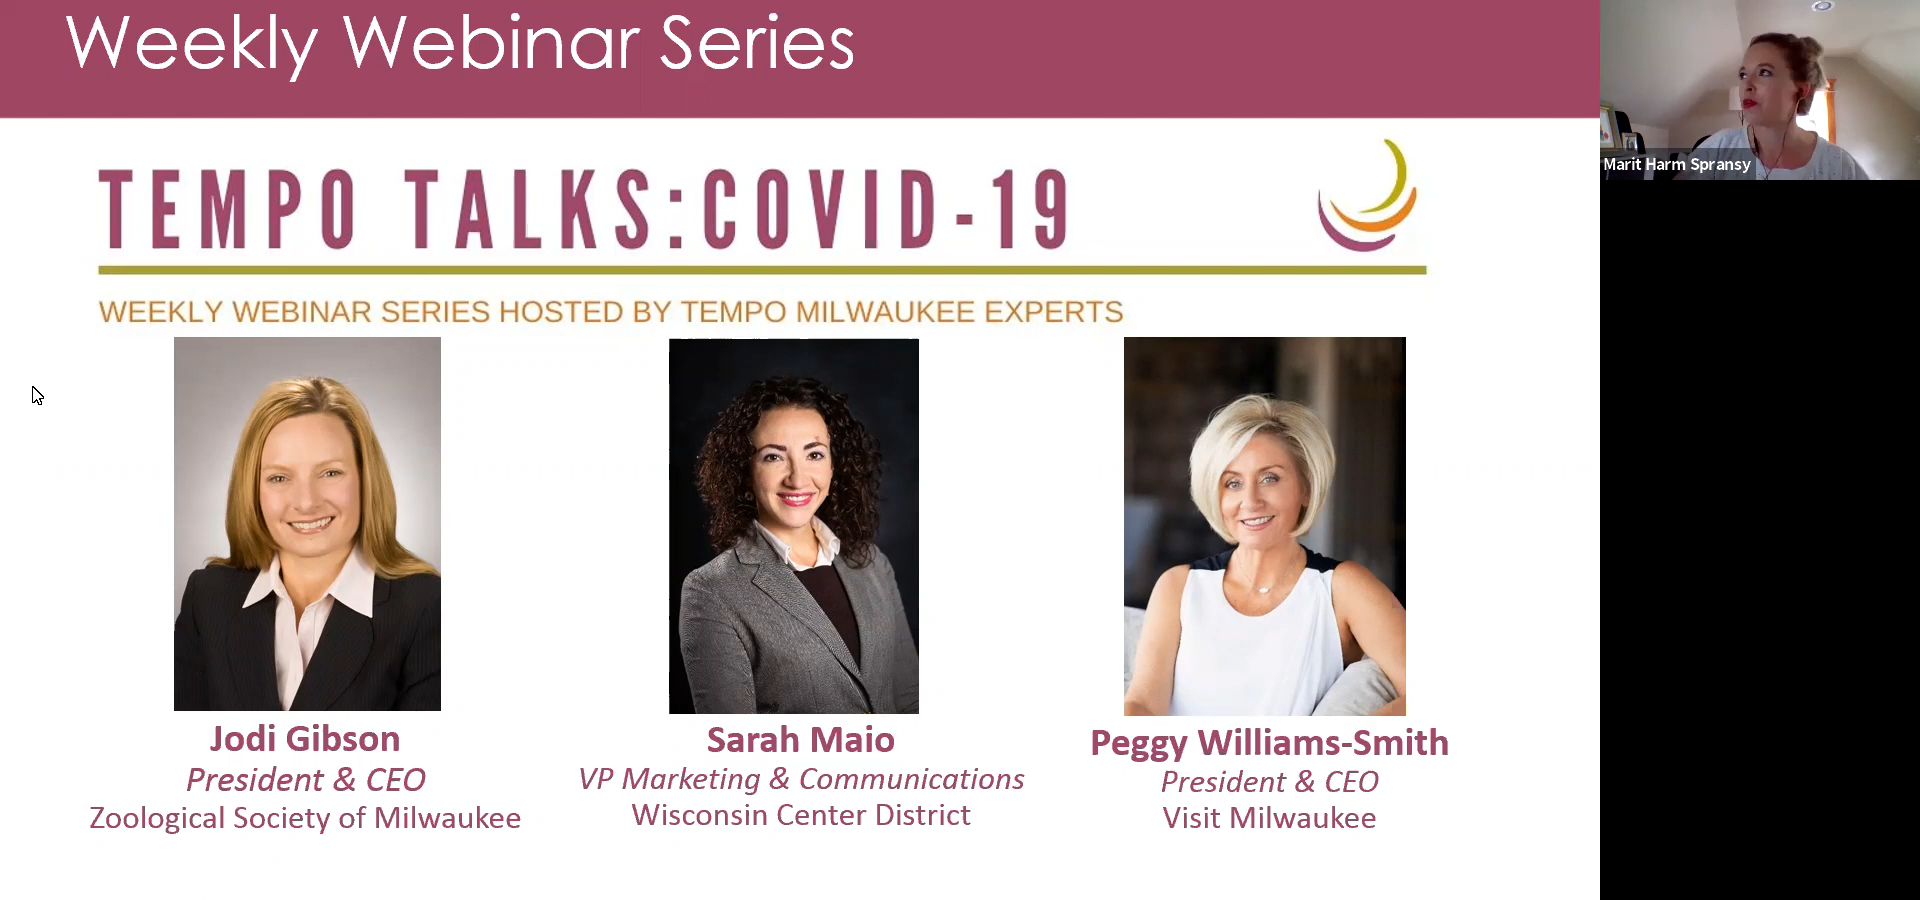 Weekly Webinar Series
TEMPO TALKS:COVID-19
WEEKLY WEBINAR SERIES HOSTED BY TEMPO MILWAUKEE EXPERTS
Jodi Gibson
President & CEO
Zoological Society of Milwaukee
Sarah Maio
VP Marketing & Communications
Wisconsin Center District
Peggy Williams-Smith
President & CEO
Visit Milwaukee
Marit Harm Spransy